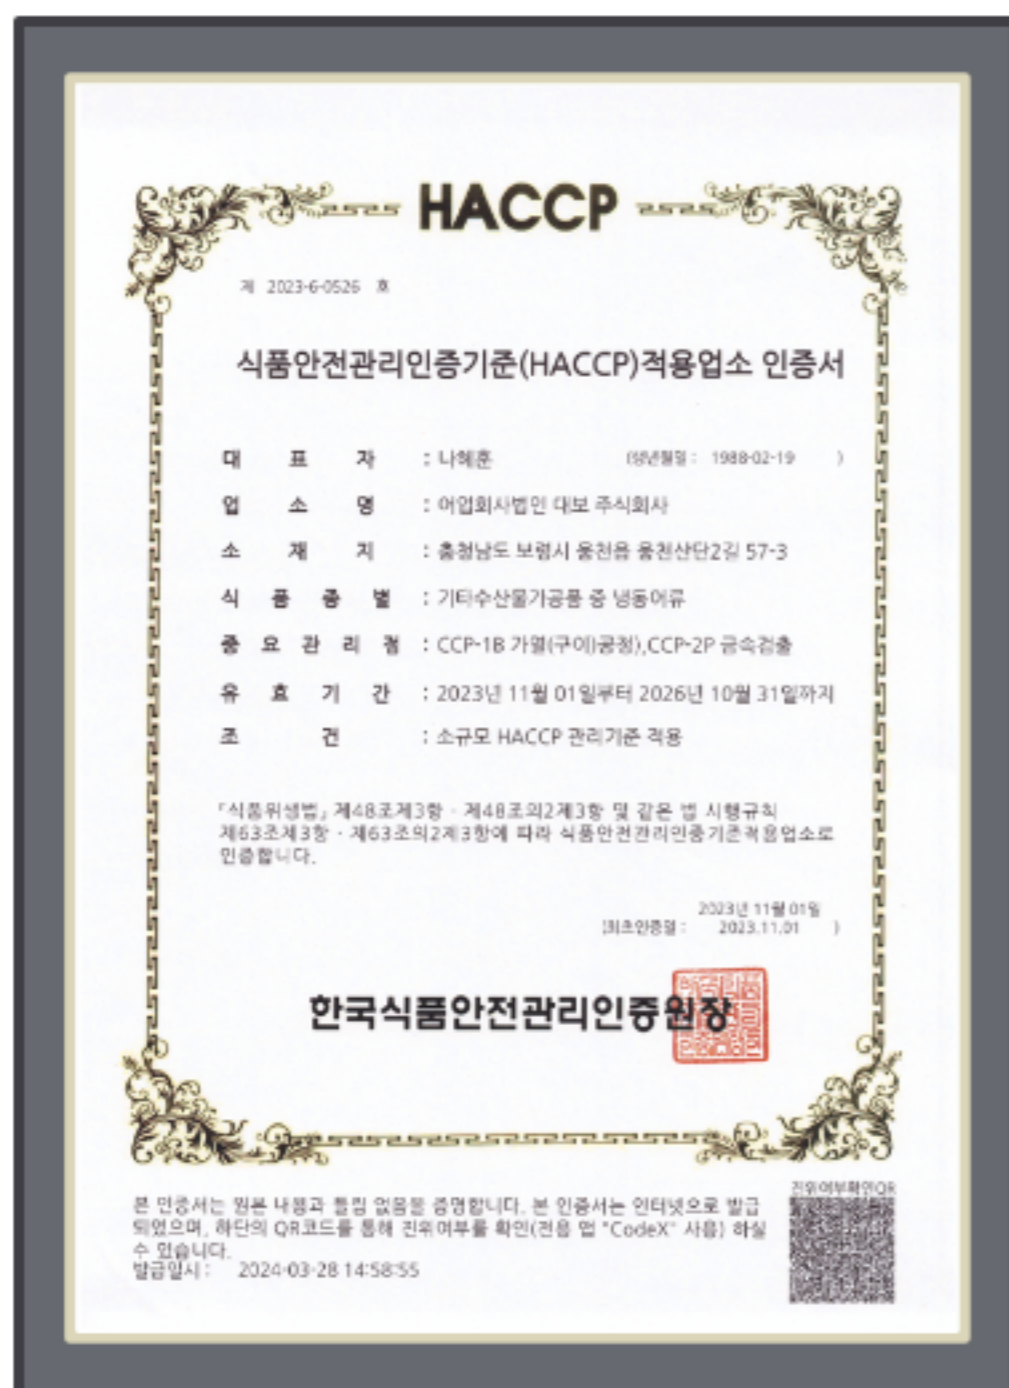 HACCP
제 2023-6-0526 호
식품안전관리인증기준(HACCP)적용업소 인증서
대 표 자 : 나혜훈 (생년월일 : 1988-02-19 )
업 소 명 : 어업회사법인 대보 주식회사
소 재 지 : 충청남도 보령시 웅천읍 웅천산단2길 57-3
식 품 종 별 : 기타수산물가공품 중 냉동어류
중 요 관 리 점 : CCP-1B 가열(구이)공정),CCP-2P 금속검출
유 효 기 간 : 2023년 11월 01일부터 2026년 10월 31일까지
조 건 : 소규모 HACCP 관리기준 적용
「식품위생법」 제48조제3항 · 제48조의2제3항 및 같은 법 시행규칙
제63조제3항 · 제63조의2제3항에 따라 식품안전관리인증기준적용업소로
인증합니다.
2023년 11월 01일
(최초인증일 : 2023.11.01 )
한국식품안전관리인증원장
본 인증서는 원본 내용과 틀림 없음을 증명합니다. 본 인증서는 인터넷으로 발급
되었으며, 하단의 QR코드를 통해 진위여부를 확인(전용 앱 "CodeX" 사용) 하실
수 있습니다.
발급일시 : 2024-03-28 14:58:55
진위여부확인QR